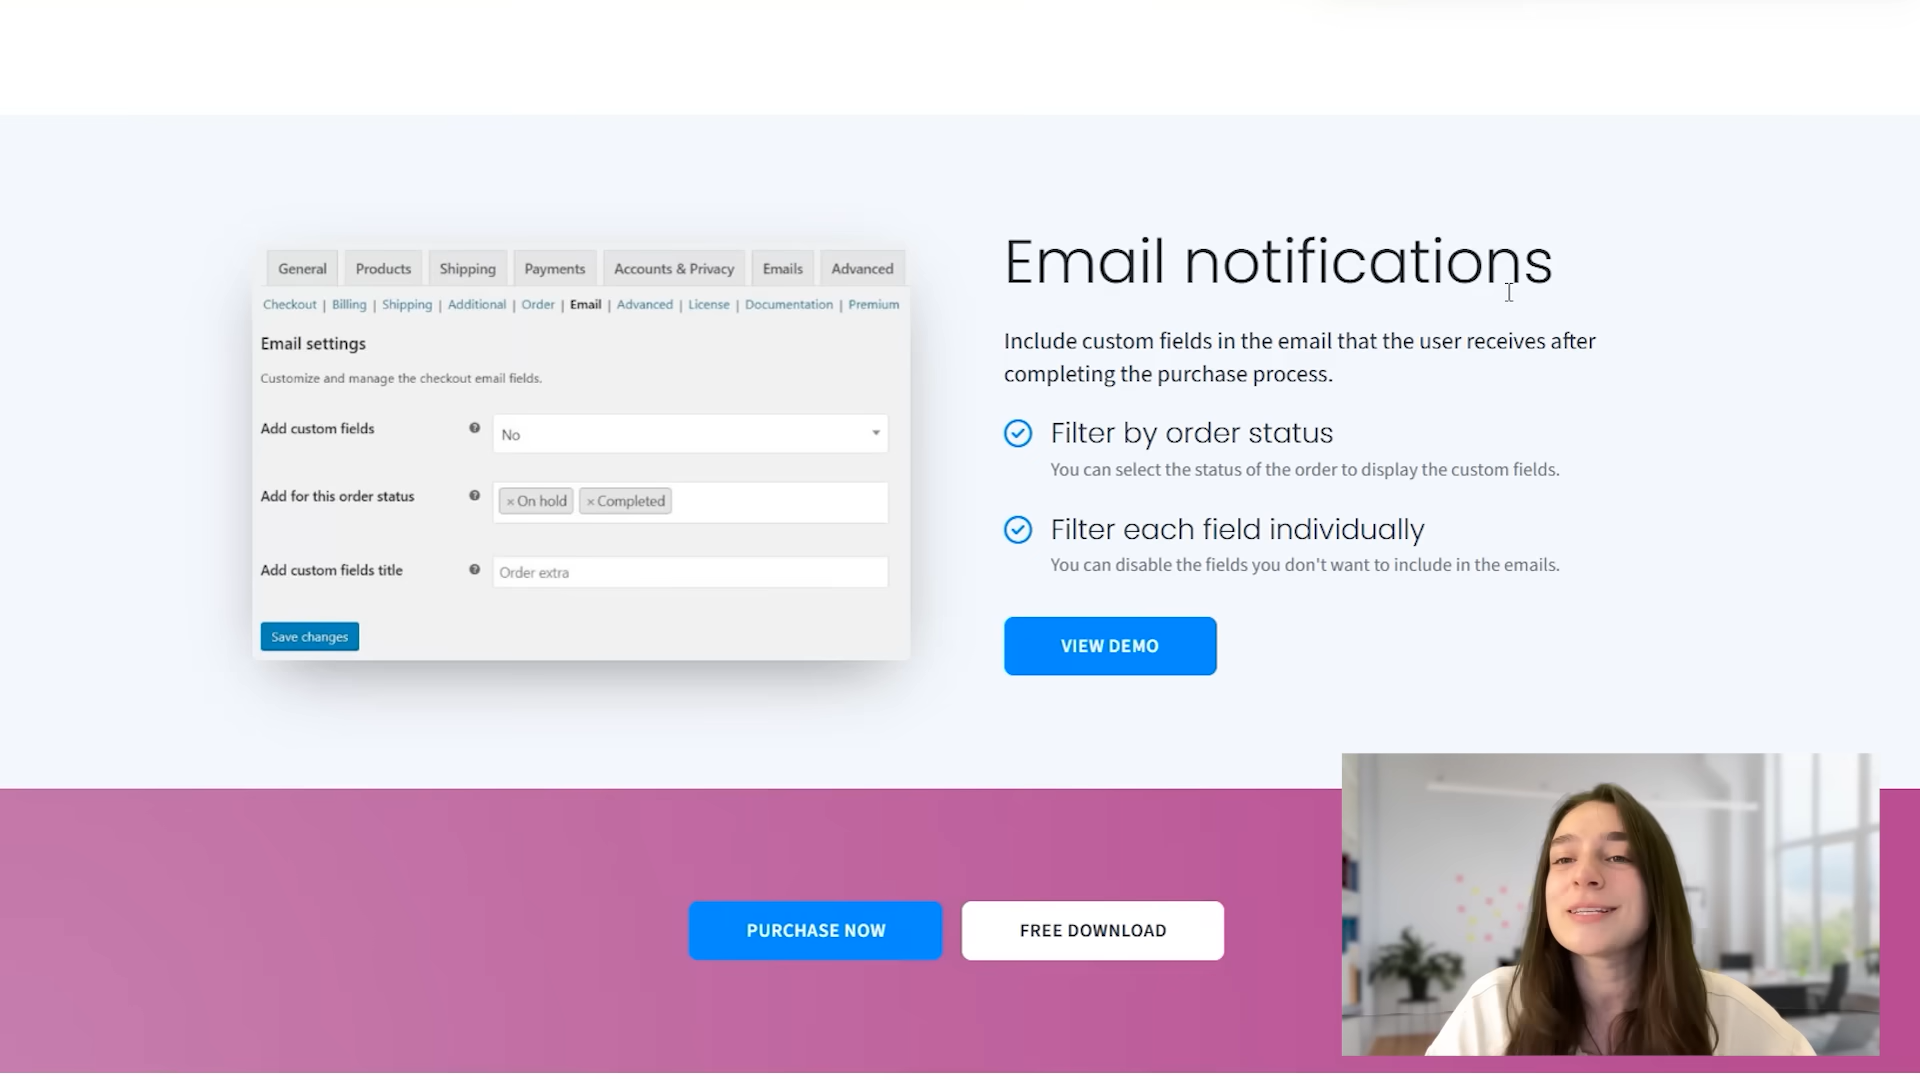 General Products Shipping Payments Accounts & Privacy Emails Advanced
Checkout | Billing | Shipping | Additional | Order | Email | Advanced | License | Documentation | Premium
Email settings
Customize and manage the checkout email fields.
Add custom fields
No
Add for this order status
× On hold × Completed
Add custom fields title
Order extra
Save changes
Email notifications
Include custom fields in the email that the user receives after
completing the purchase process.
Filter by order status
You can select the status of the order to display the custom fields.
Filter each field individually
You can disable the fields you don't want to include in the emails.
VIEW DEMO
PURCHASE NOW
FREE DOWNLOAD